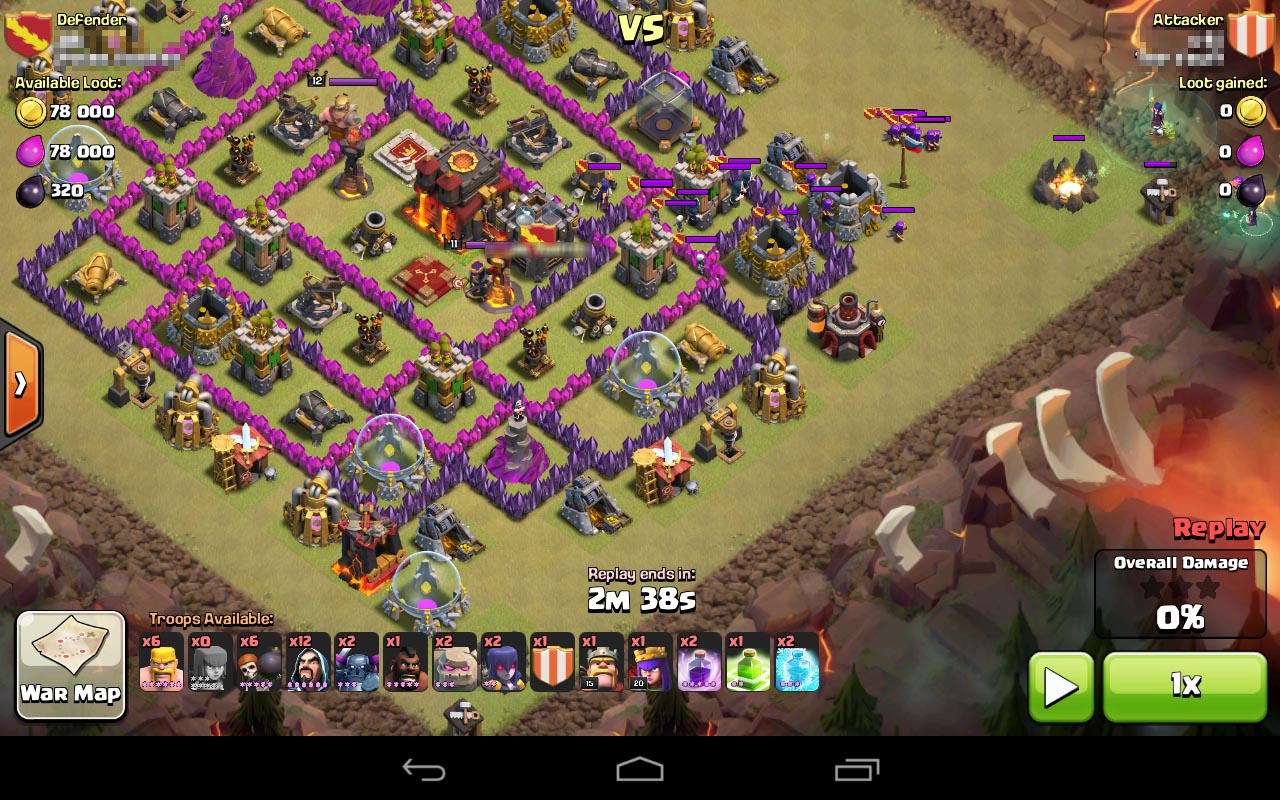 Defender
VS
Attacker
Available Loot:
Loot gained:
78 000
0
78 000
0
320
0
12
11
Replay
Overall Damage
0%
Replay ends in:
2M 38s
Troops Available:
x6
x0
x6
x12
x2
x1
x2
x2
x1
x1
x1
x2
x1
x2
15
20
War Map
1x